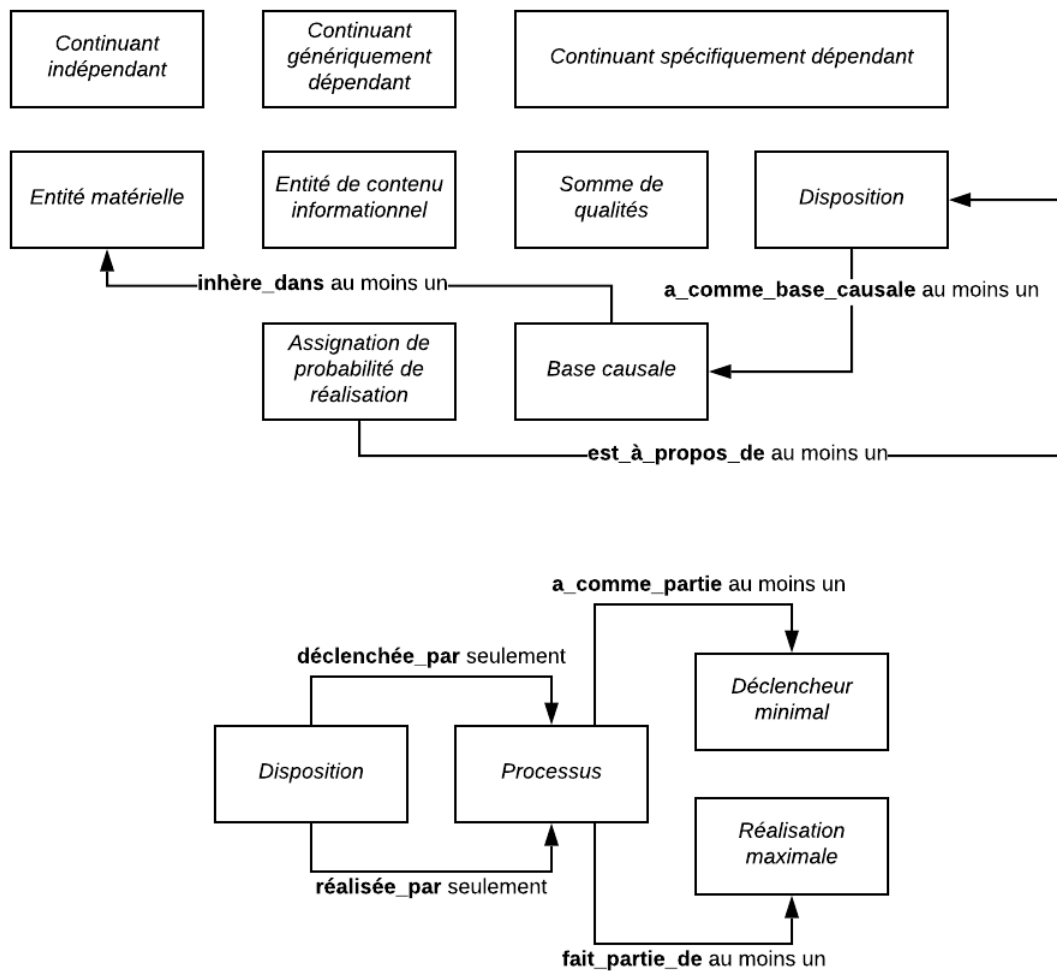 Continuant
indépendant
Continuant
génériquement
dépendant
Continuant spécifiquement dépendant
Entité matérielle
Entité de contenu
informationnel
Somme de
qualités
Disposition
inhère_dans au moins un
a_comme_base_causale au moins un
Assignation de
probabilité de
réalisation
Base causale
est_à_propos_de au moins un
a_comme_partie au moins un
déclenchée_par seulement
Déclencheur
minimal
Disposition
Processus
Réalisation
maximale
réalisée_par seulement
fait_partie_de au moins un